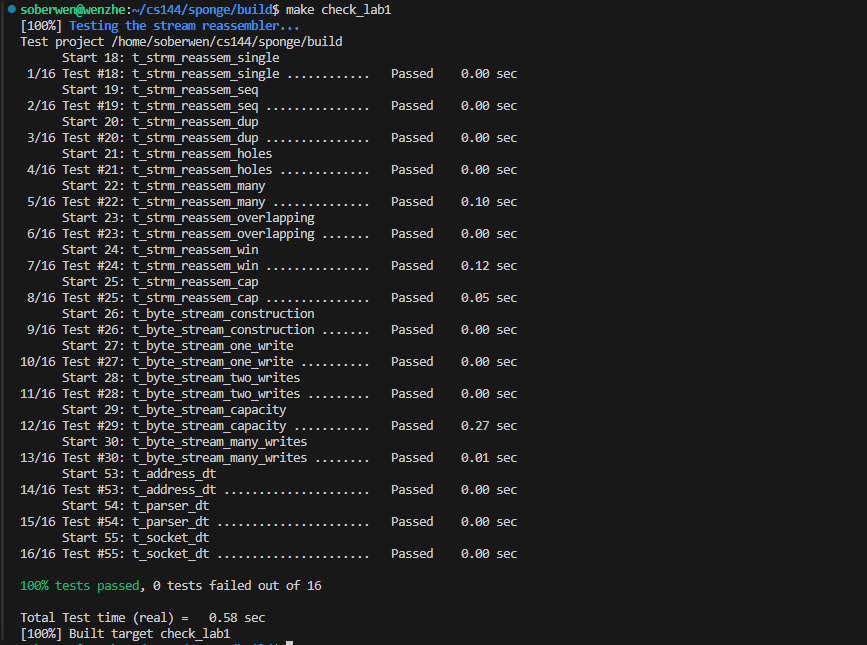 soberwen@wenzhe:~/cs144/sponge/build$ make check_lab1
[100%] Testing the stream reassembler...
Test project /home/soberwen/cs144/sponge/build
      Start 18: t_strm_reassem_single
 1/16 Test #18: t_strm_reassem_single ............   Passed    0.00 sec
      Start 19: t_strm_reassem_seq
 2/16 Test #19: t_strm_reassem_seq ...............   Passed    0.00 sec
      Start 20: t_strm_reassem_dup
 3/16 Test #20: t_strm_reassem_dup ...............   Passed    0.00 sec
      Start 21: t_strm_reassem_holes
 4/16 Test #21: t_strm_reassem_holes .............   Passed    0.00 sec
      Start 22: t_strm_reassem_many
 5/16 Test #22: t_strm_reassem_many ..............   Passed    0.10 sec
      Start 23: t_strm_reassem_overlapping
 6/16 Test #23: t_strm_reassem_overlapping .......   Passed    0.00 sec
      Start 24: t_strm_reassem_win
 7/16 Test #24: t_strm_reassem_win ...............   Passed    0.12 sec
      Start 25: t_strm_reassem_cap
 8/16 Test #25: t_strm_reassem_cap ...............   Passed    0.05 sec
      Start 26: t_byte_stream_construction
 9/16 Test #26: t_byte_stream_construction .......   Passed    0.00 sec
      Start 27: t_byte_stream_one_write
10/16 Test #27: t_byte_stream_one_write ..........   Passed    0.00 sec
      Start 28: t_byte_stream_two_writes
11/16 Test #28: t_byte_stream_two_writes .........   Passed    0.00 sec
      Start 29: t_byte_stream_capacity
12/16 Test #29: t_byte_stream_capacity ...........   Passed    0.27 sec
      Start 30: t_byte_stream_many_writes
13/16 Test #30: t_byte_stream_many_writes ........   Passed    0.01 sec
      Start 53: t_address_dt
14/16 Test #53: t_address_dt .....................   Passed    0.00 sec
      Start 54: t_parser_dt
15/16 Test #54: t_parser_dt ......................   Passed    0.00 sec
      Start 55: t_socket_dt
16/16 Test #55: t_socket_dt ......................   Passed    0.00 sec
100% tests passed, 0 tests failed out of 16
Total Test time (real) =   0.58 sec
[100%] Built target check_lab1